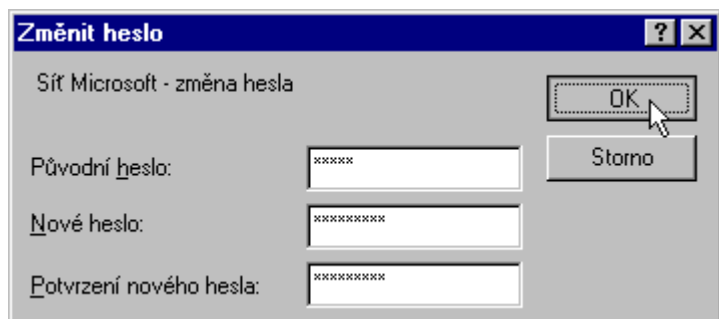 Změnit heslo
Síť Microsoft - změna hesla
OK
Storno
Původní heslo: *****
Nové heslo: *********
Potvrzení nového hesla: *********